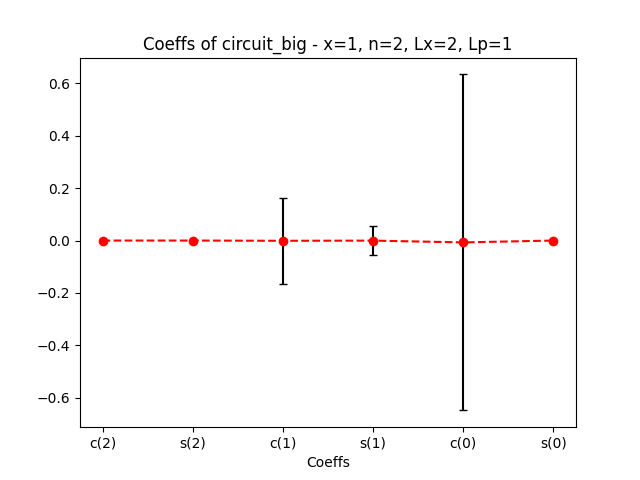 Coeffs of circuit_big - x=1, n=2, Lx=2, Lp=1
0.6
0.4
0.2
0.0
−0.2
−0.4
−0.6
c(2) s(2) c(1) s(1) c(0) s(0)
Coeffs